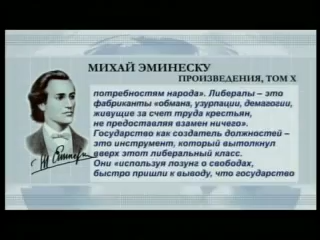 МИХАЙ ЭМИНЕСКУ
ПРОИЗВЕДЕНИЯ, ТОМ X
потребностям народа». Либералы – это
фабриканты «обмана, узурпации, демагогии,
живущие за счет труда крестьян,
не предоставляя взамен ничего».
Государство как создатель должностей –
это инструмент, который вытолкнул
вверх этот либеральный класс.
Они «используя лозунг о свободах,
быстро пришли к выводу, что государство